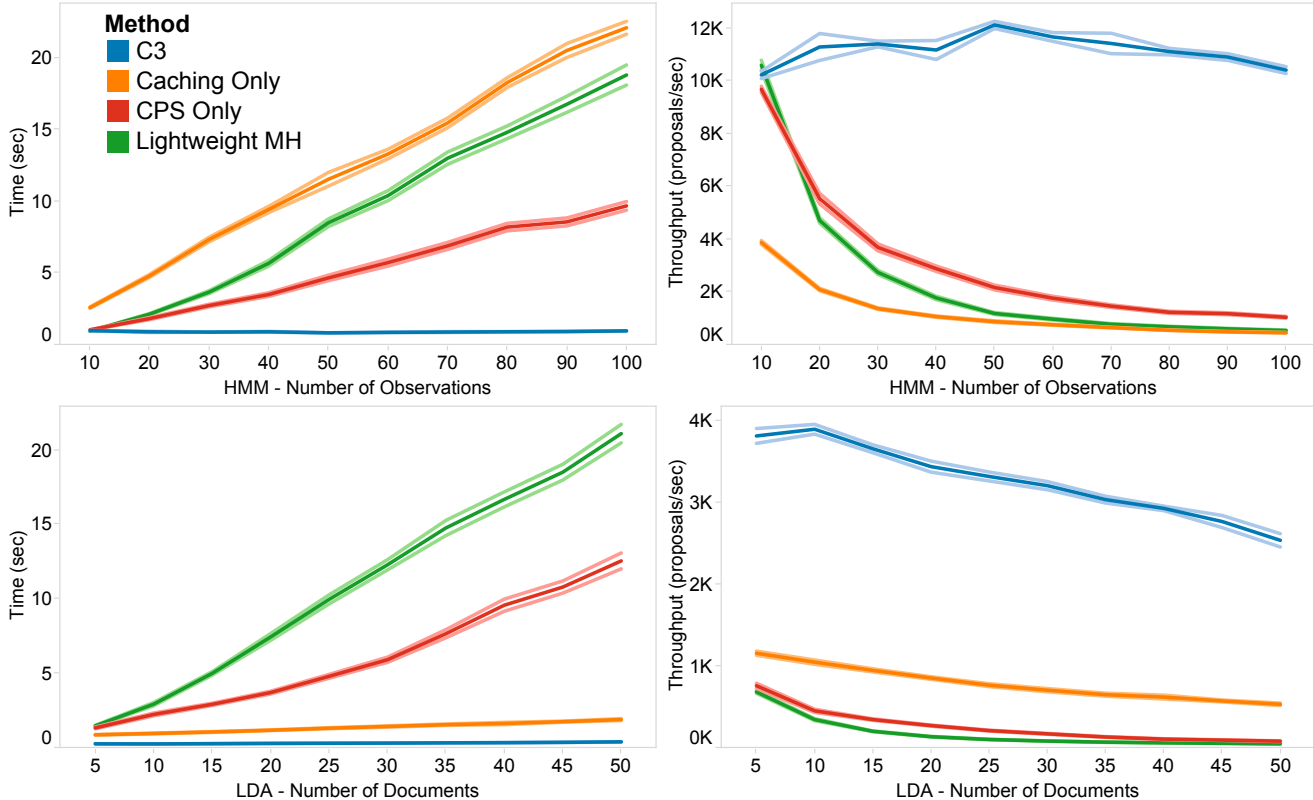 Method
C3
Caching Only
CPS Only
Lightweight MH
Time (sec)
20
15
10
5
0
10 20 30 40 50 60 70 80 90 100
HMM - Number of Observations
Throughput (proposals/sec)
12K
10K
8K
6K
4K
2K
0K
10 20 30 40 50 60 70 80 90 100
HMM - Number of Observations
Time (sec)
20
15
10
5
0
5 10 15 20 25 30 35 40 45 50
LDA - Number of Documents
Throughput (proposals/sec)
4K
3K
2K
1K
0K
5 10 15 20 25 30 35 40 45 50
LDA - Number of Documents